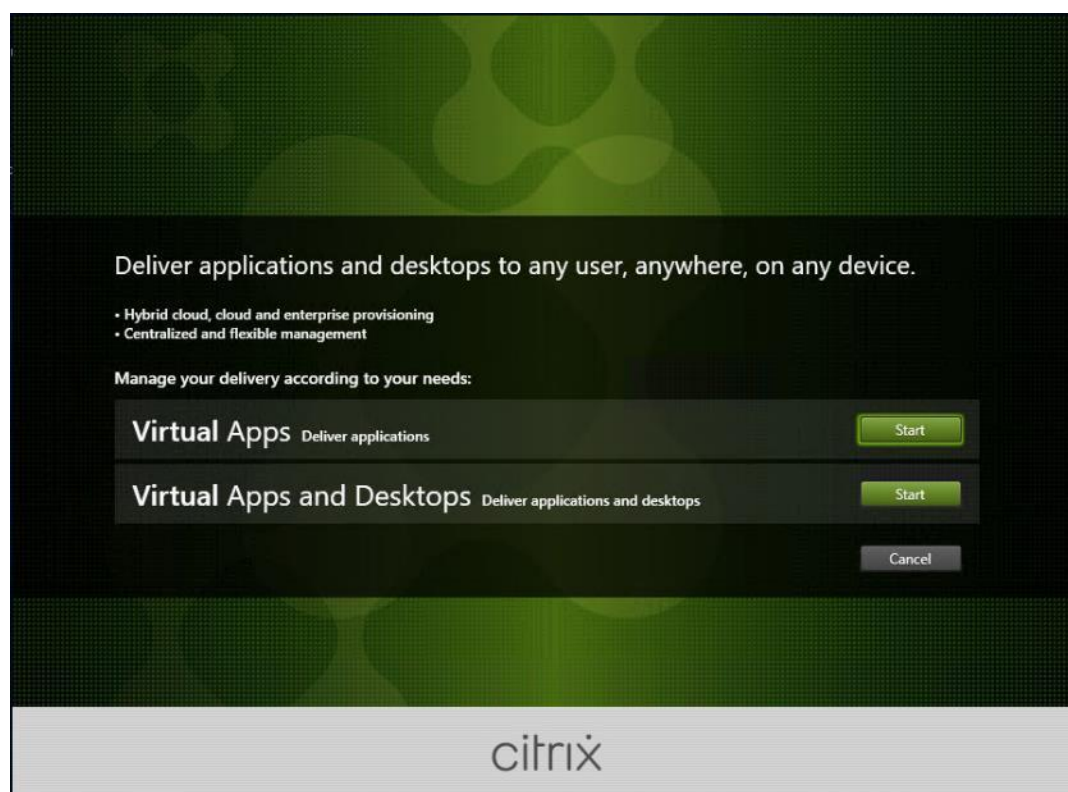 Deliver applications and desktops to any user, anywhere, on any device.
• Hybrid cloud, cloud and enterprise provisioning
• Centralized and flexible management
Manage your delivery according to your needs:
Virtual Apps Deliver applications Start
Virtual Apps and Desktops Deliver applications and desktops Start
Cancel
citrix